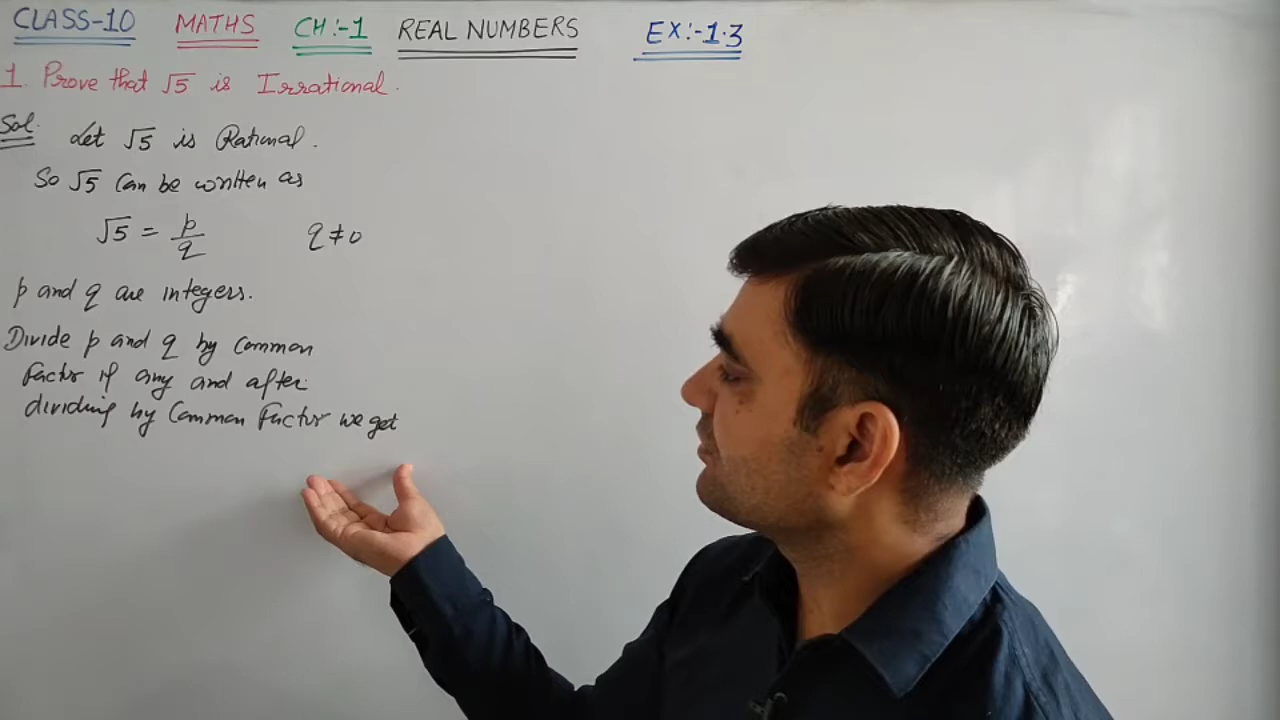 CLASS-10 MATHS CH:-1 REAL NUMBERS EX:-1.3
1. Prove that √5 is Irrational.
Sol. Let √5 is Rational.
So √5 Can be written as
√5 = p/q q ≠ 0
p and q are integers.
Divide p and q by Common
Factor if any and after
dividing by Common Factor we get